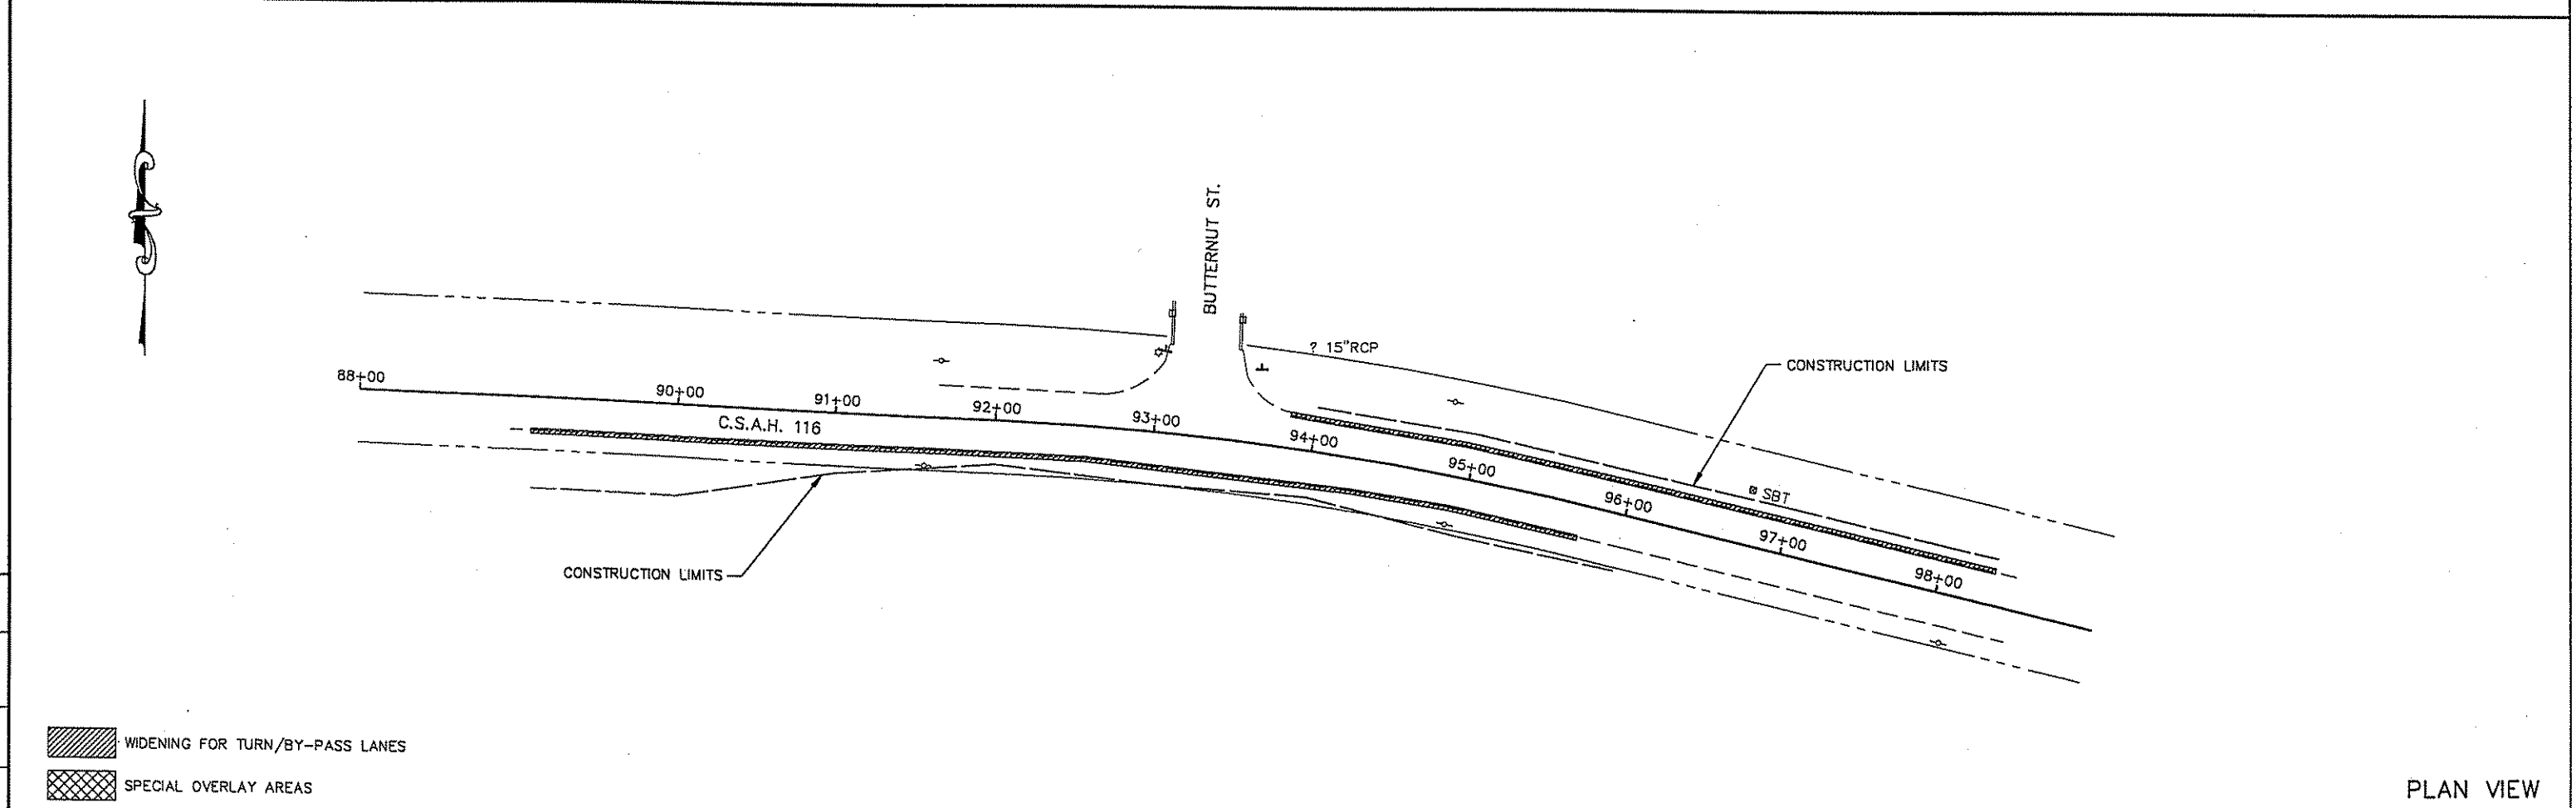 BUTTERNUT ST.
? 15"RCP
CONSTRUCTION LIMITS
88+00
90+00
91+00
92+00
93+00
94+00
95+00
96+00
97+00
98+00
C.S.A.H. 116
SBT
CONSTRUCTION LIMITS
WIDENING FOR TURN/BY-PASS LANES
SPECIAL OVERLAY AREAS
PLAN VIEW